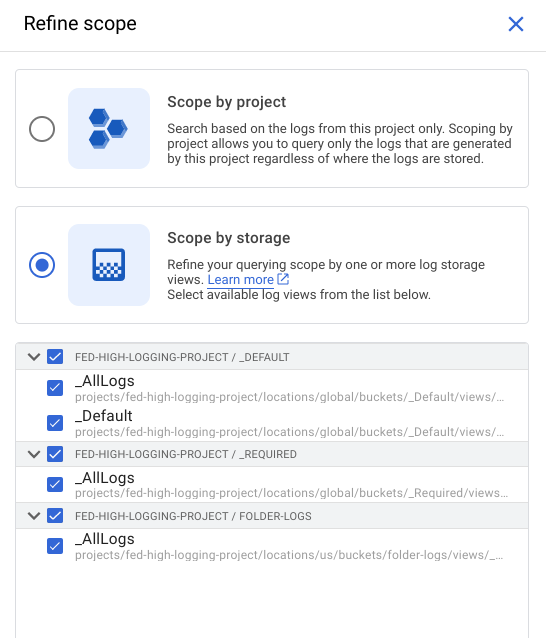 Refine scope
Scope by project
Search based on the logs from this project only. Scoping by
project allows you to query only the logs that are generated
by this project regardless of where the logs are stored.
Scope by storage
Refine your querying scope by one or more log storage
views. Learn more
Select available log views from the list below.
FED-HIGH-LOGGING-PROJECT / _DEFAULT
_AllLogs
projects/fed-high-logging-project/locations/global/buckets/_Default/views/...
_Default
projects/fed-high-logging-project/locations/global/buckets/_Default/views/...
FED-HIGH-LOGGING-PROJECT / _REQUIRED
_AllLogs
projects/fed-high-logging-project/locations/global/buckets/_Required/views...
FED-HIGH-LOGGING-PROJECT / FOLDER-LOGS
_AllLogs
projects/fed-high-logging-project/locations/us/buckets/folder-logs/views/_...